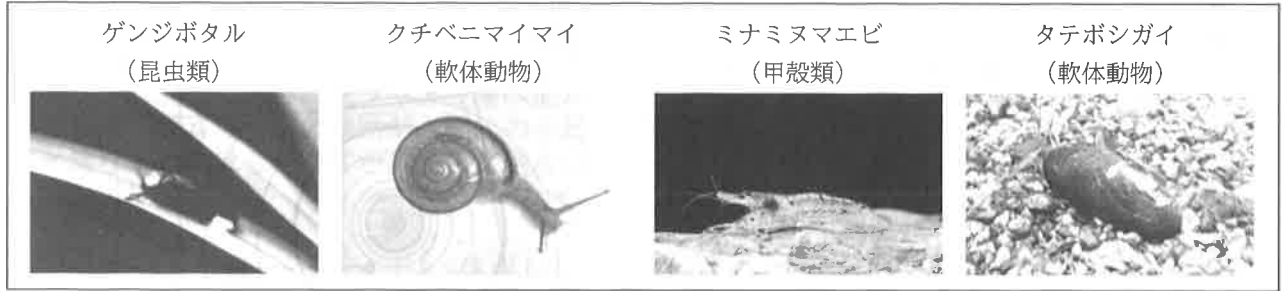 ゲンジボタル
（昆虫類）
クチベニマイマイ
（軟体動物）
ミナミヌマエビ
（甲殻類）
タテボシガイ
（軟体動物）